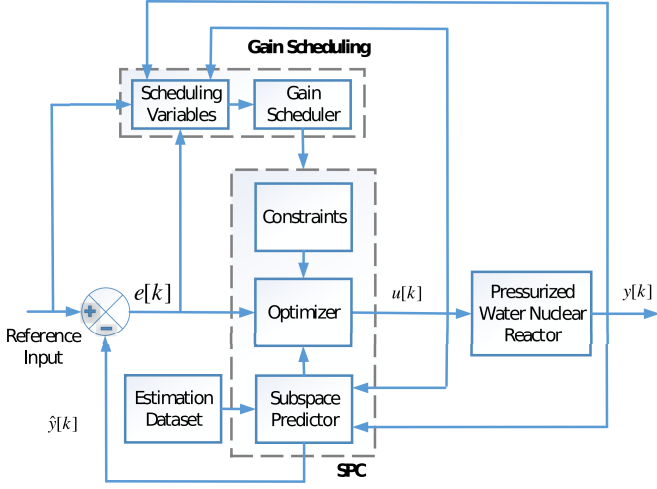 Gain Scheduling
Scheduling
Variables
Gain
Scheduler
Constraints
e[k]
Optimizer
u[k]
Pressurized
Water Nuclear
Reactor
y[k]
+
−
Reference
Input
Estimation
Dataset
Subspace
Predictor
ŷ[k]
SPC